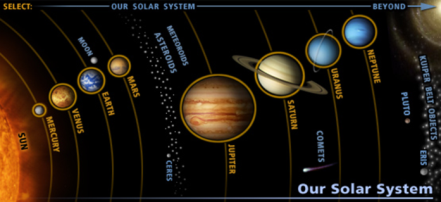 SELECT:
OUR SOLAR SYSTEM
BEYOND
SUN
MERCURY
VENUS
MOON
EARTH
MARS
METEOROIDS
ASTEROIDS
CERES
JUPITER
SATURN
URANUS
COMETS
NEPTUNE
PLUTO
KUIPER BELT OBJECTS
ERIS
Our Solar System